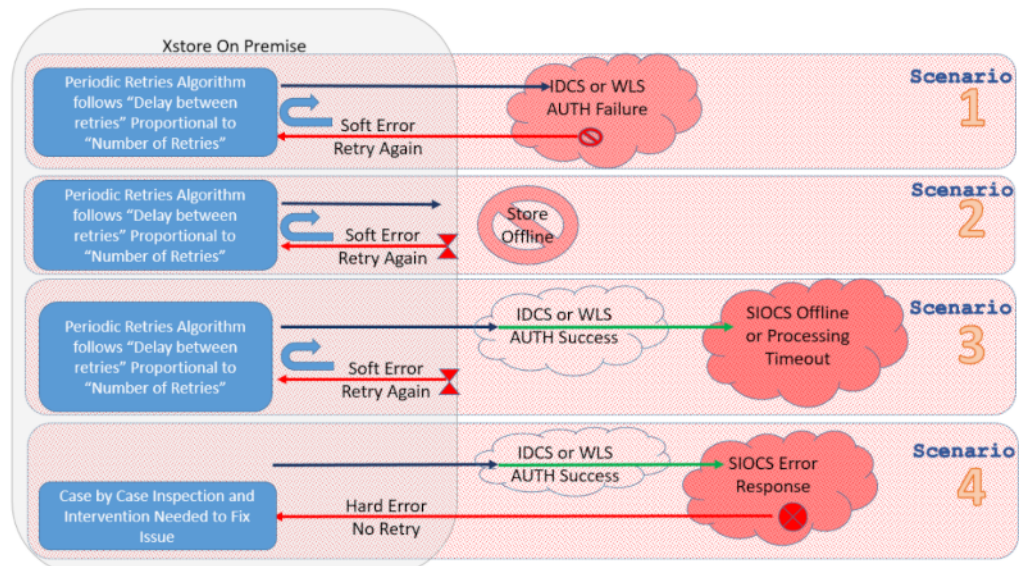 Xstore On Premise
Periodic Retries Algorithm
follows “Delay between
retries” Proportional to
“Number of Retries”
Soft Error
Retry Again
IDCS or WLS
AUTH Failure
Scenario
1
Periodic Retries Algorithm
follows “Delay between
retries” Proportional to
“Number of Retries”
Soft Error
Retry Again
Store
Offline
Scenario
2
Periodic Retries Algorithm
follows “Delay between
retries” Proportional to
“Number of Retries”
Soft Error
Retry Again
IDCS or WLS
AUTH Success
SIOCS Offline
or Processing
Timeout
Scenario
3
Case by Case Inspection and
Intervention Needed to Fix
Issue
Hard Error
No Retry
IDCS or WLS
AUTH Success
SIOCS Error
Response
Scenario
4